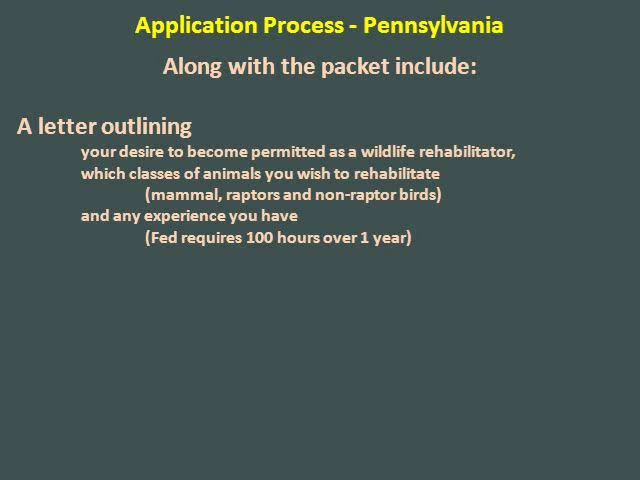 Application Process - Pennsylvania
Along with the packet include:
A letter outlining
your desire to become permitted as a wildlife rehabilitator,
which classes of animals you wish to rehabilitate
(mammal, raptors and non-raptor birds)
and any experience you have
(Fed requires 100 hours over 1 year)